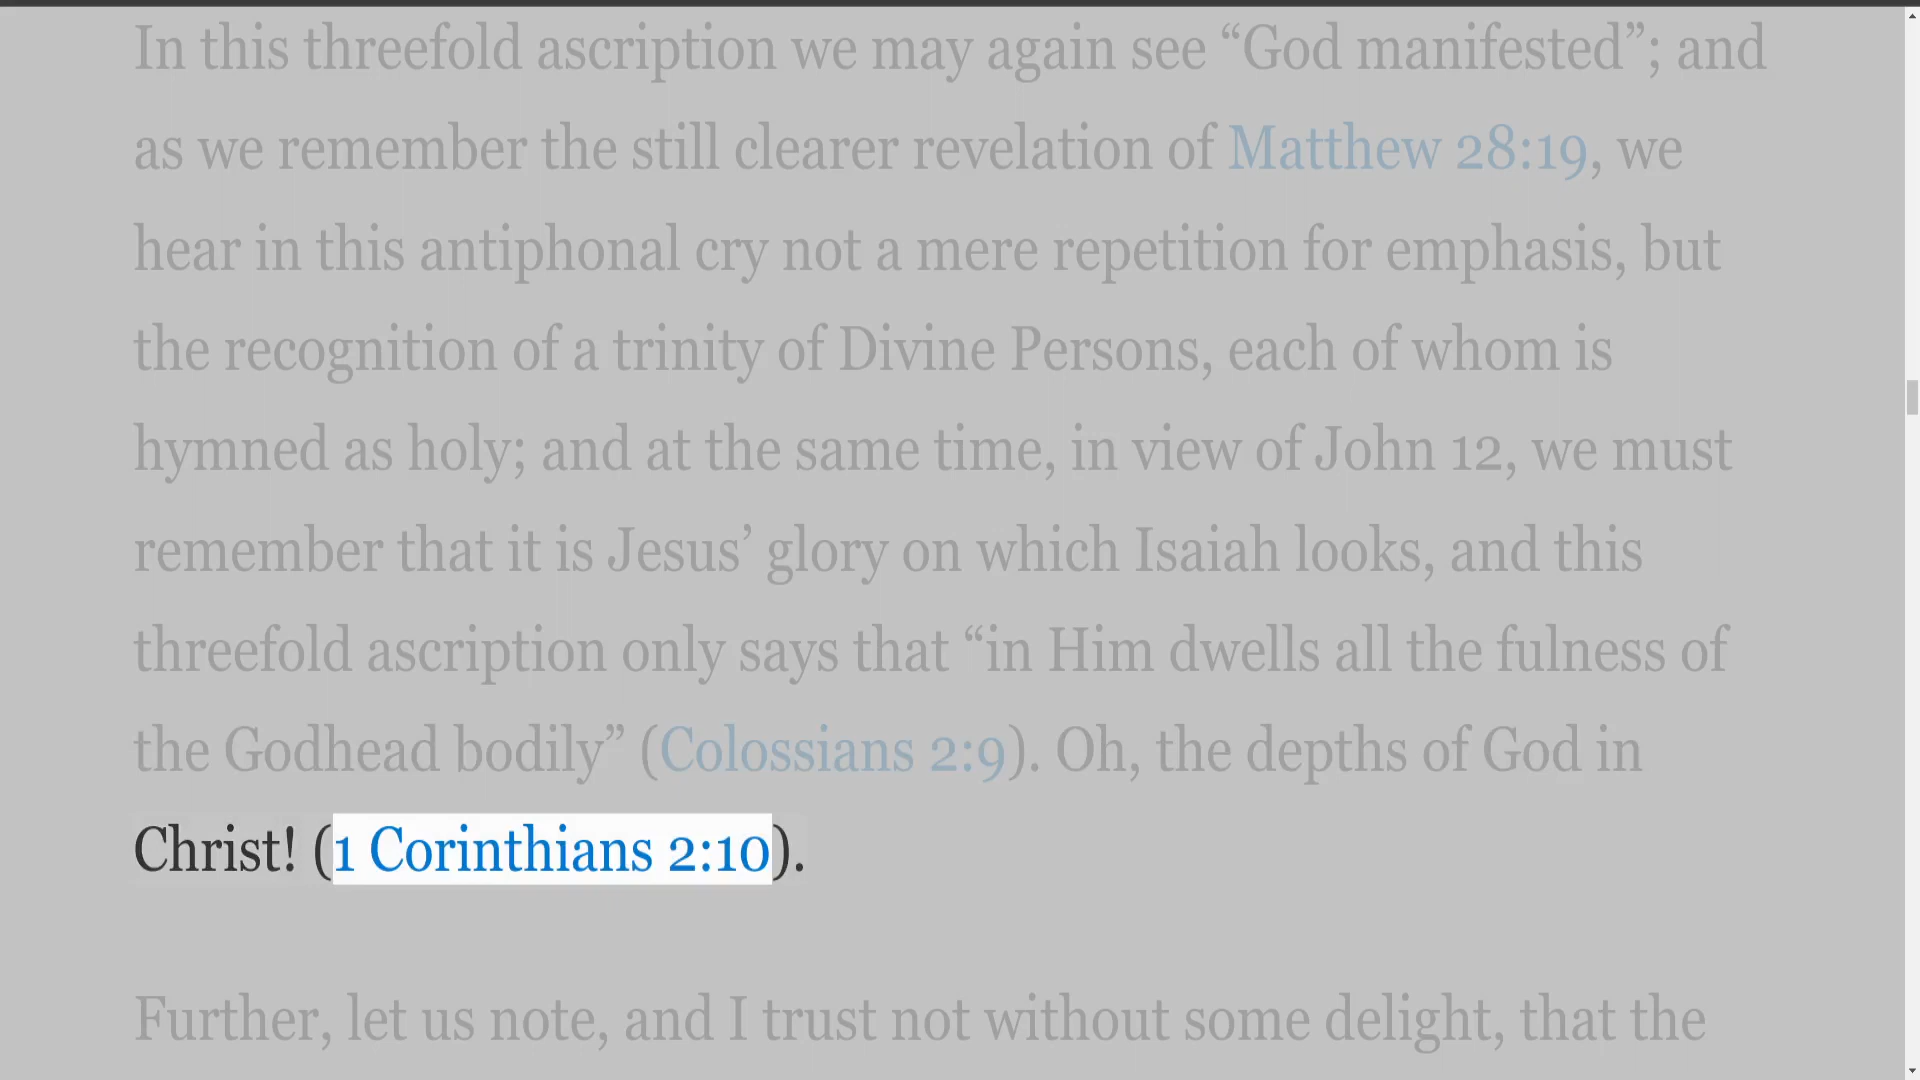 In this threefold ascription we may again see “God manifested”; and
as we remember the still clearer revelation of Matthew 28:19, we
hear in this antiphonal cry not a mere repetition for emphasis, but
the recognition of a trinity of Divine Persons, each of whom is
hymned as holy; and at the same time, in view of John 12, we must
remember that it is Jesus’ glory on which Isaiah looks, and this
threefold ascription only says that “in Him dwells all the fulness of
the Godhead bodily” (Colossians 2:9). Oh, the depths of God in
Christ! (1 Corinthians 2:10).
Further, let us note, and I trust not without some delight, that the